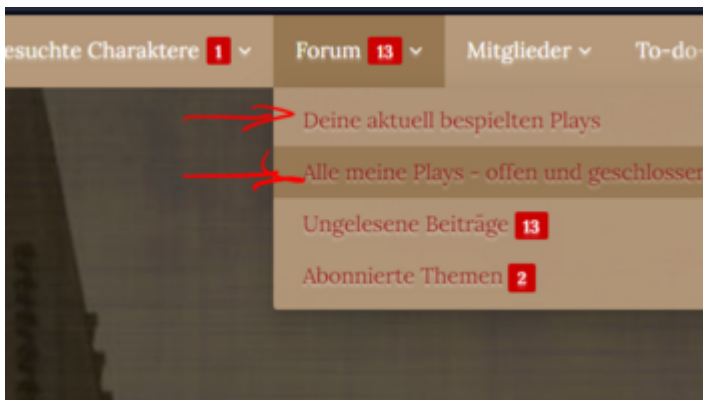 esuchte Charaktere 1 Forum 13 Mitglieder To-do-
Deine aktuell bespielten Plays
Alle meine Plays - offen und geschlossen
Ungelesene Beiträge 13
Abonnierte Themen 2